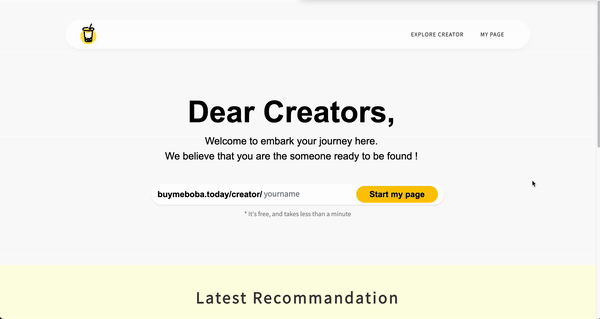 EXPLORE CREATOR MY PAGE
Dear Creators,
Welcome to embark your journey here.
We believe that you are the someone ready to be found !
buymeboba.today/creator/ yourname Start my page
* It's free, and takes less than a minute
Latest Recommandation